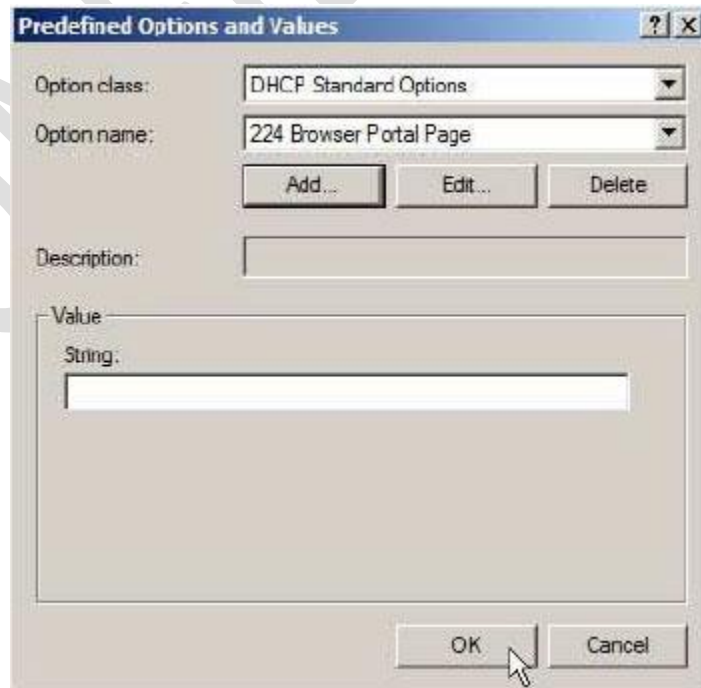 Predefined Options and Values
Option class: DHCP Standard Options
Option name: 224 Browser Portal Page
Add... Edit... Delete
Description:
Value
String:
OK Cancel